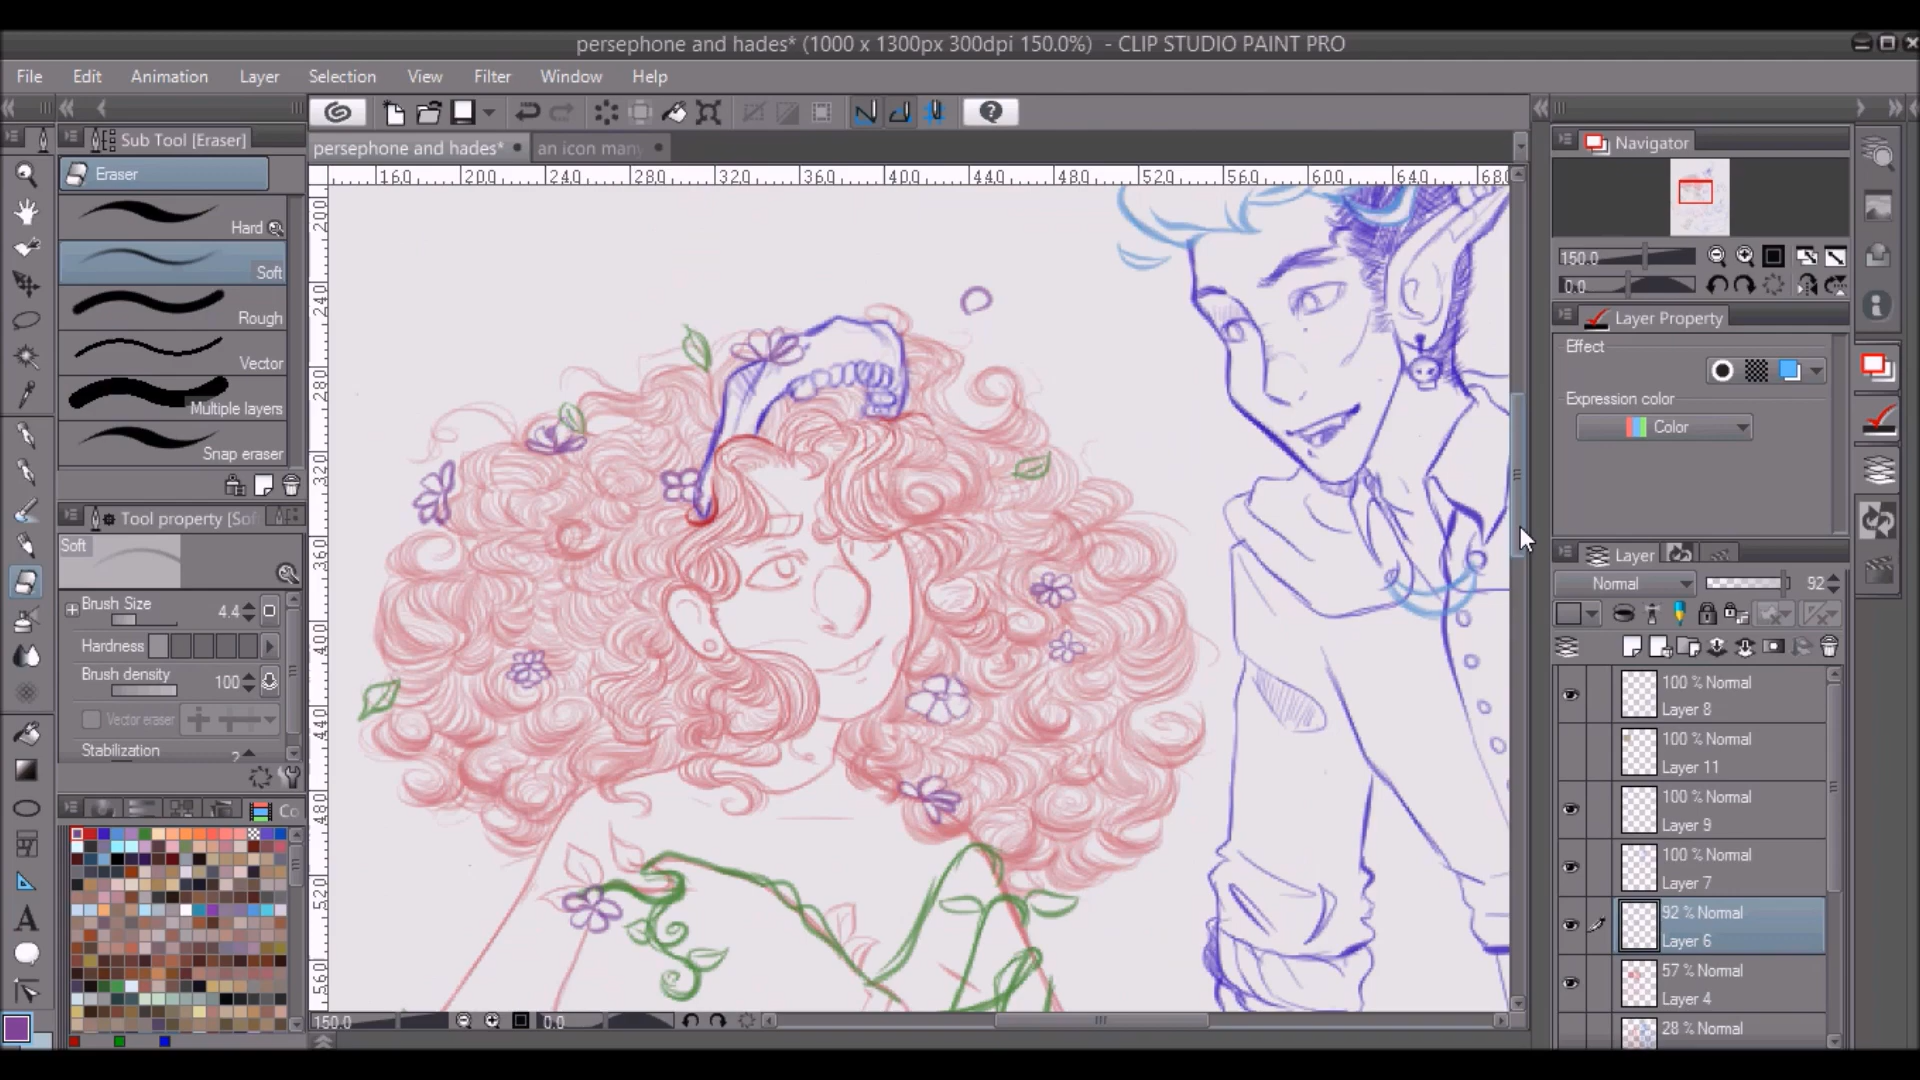 persephone and hades* (1000 x 1300px 300dpi 150.0%) - CLIP STUDIO PAINT PRO
File Edit Animation Layer Selection View Filter Window Help
Sub Tool [Eraser]
persephone and hades* an icon many
Navigator
Eraser
160 200 240 280 320 360 400 440 480 520 560 600 640 680
Hard
Soft
Rough
Vector
Multiple layers
Snap eraser
200
240
280
320
360
400
440
480
520
560
150.0
0.0
Layer Property
Effect
Expression color
Color
Tool property [Sof
Soft
Brush Size 4.4
Hardness
Brush density 100
Vector eraser
Stabilization
Co
Layer
Normal 92
100 % Normal
Layer 8
100 % Normal
Layer 11
100 % Normal
Layer 9
100 % Normal
Layer 7
92 % Normal
Layer 6
57 % Normal
Layer 4
28 % Normal
150.0 0.0